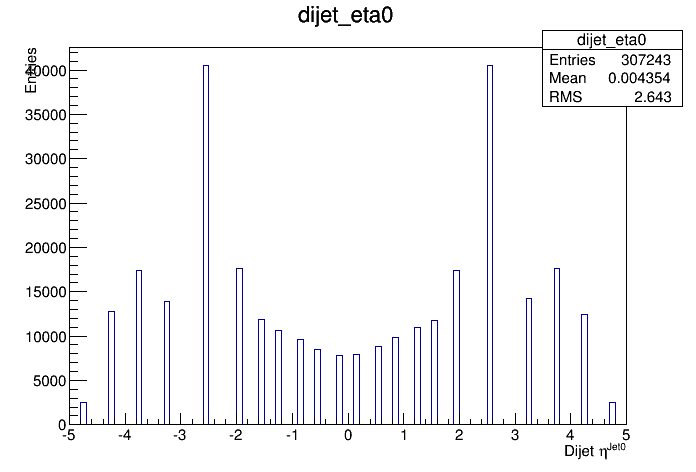 dijet_eta0
dijet_eta0
Entries 307243
Mean 0.004354
RMS 2.643
Entries
40000
35000
30000
25000
20000
15000
10000
5000
0
-5 -4 -3 -2 -1 0 1 2 3 4 5
Dijet η^Jet0